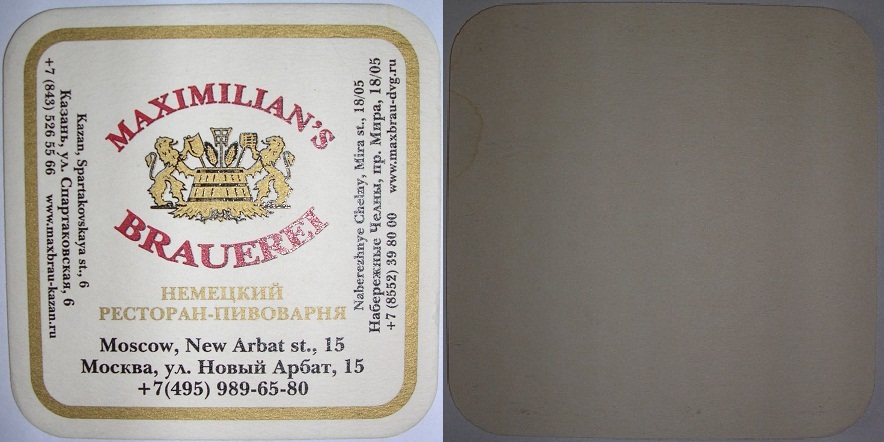 MAXIMILIAN'S
BRAUEREI
НЕМЕЦКИЙ
РЕСТОРАН-ПИВОВАРНЯ
Moscow, New Arbat st., 15
Москва, ул. Новый Арбат, 15
+7(495) 989-65-80
Kazan, Spartakovskaya st., 6
Казань, ул. Спартаковская, 6
+7 (843) 526 55 66 www.maxbrau-kazan.ru
Naberezhnye Chelny, Mira st., 18/05
Набережные Челны, пр. Мира, 18/05
+7 (8552) 39 80 00 www.maxbrau-dvg.ru